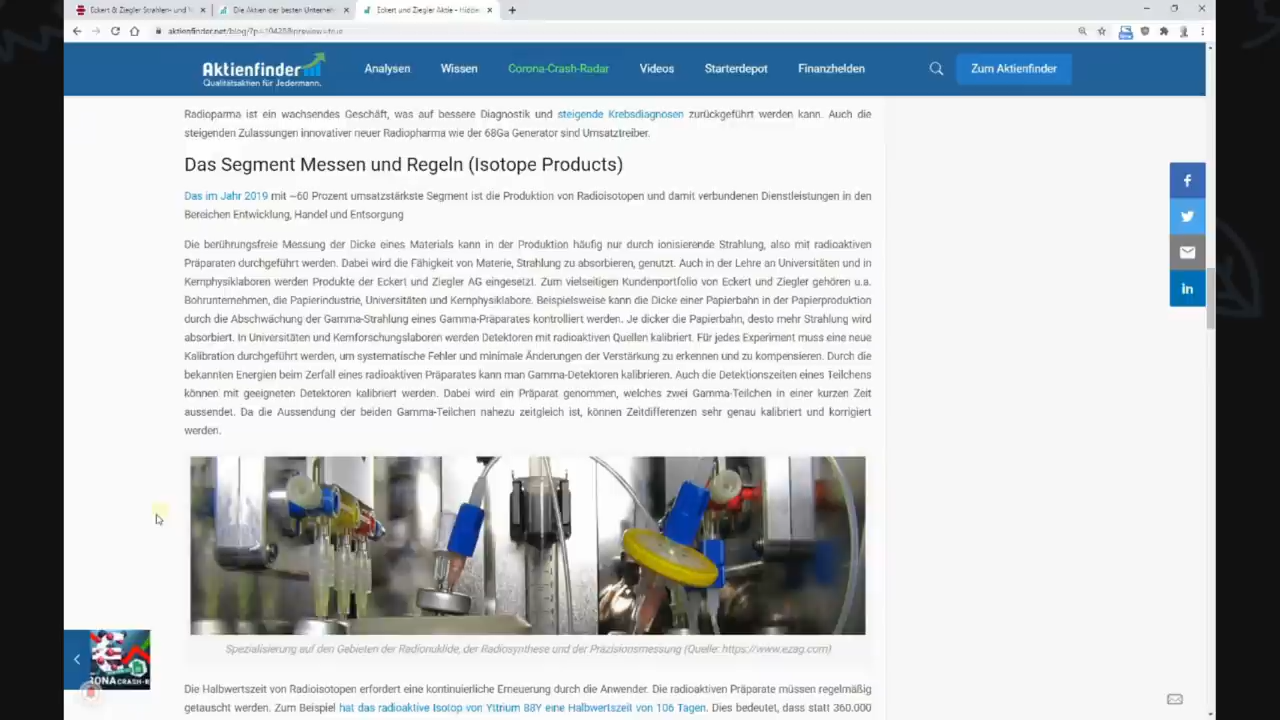 Eckert & Ziegler Strahlen- und
Die Aktien der besten Unterneh
Eckert und Ziegler Aktie - Hidde
aktienfinder.net/blog/?p=10420&preview=true
Aktienfinder
Qualitätsaktien für Jedermann.
Analysen
Wissen
Corona-Crash-Radar
Videos
Starterdepot
Finanzhelden
Zum Aktienfinder
Radioparma ist ein wachsendes Geschäft, was auf bessere Diagnostik und steigende Krebsdiagnosen zurückgeführt werden kann. Auch die
steigenden Zulassungen innovativer neuer Radiopharma wie der 68Ga Generator sind Umsatztreiber.
Das Segment Messen und Regeln (Isotope Products)
Das im Jahr 2019 mit ~60 Prozent umsatzstärkste Segment ist die Produktion von Radioisotopen und damit verbundenen Dienstleistungen in den
Bereichen Entwicklung, Handel und Entsorgung
Die berührungsfreie Messung der Dicke eines Materials kann in der Produktion häufig nur durch ionisierende Strahlung, also mit radioaktiven
Präparaten durchgeführt werden. Dabei wird die Fähigkeit von Materie, Strahlung zu absorbieren, genutzt. Auch in der Lehre an Universitäten und in
Kernphysiklaboren werden Produkte der Eckert und Ziegler AG eingesetzt. Zum vielseitigen Kundenportfolio von Eckert und Ziegler gehören u.a.
Bohrunternehmen, die Papierindustrie, Universitäten und Kernphysiklabore. Beispielsweise kann die Dicke einer Papierbahn in der Papierproduktion
durch die Abschwächung der Gamma-Strahlung eines Gamma-Präparates kontrolliert werden. Je dicker die Papierbahn, desto mehr Strahlung wird
absorbiert. In Universitäten und Kernforschungslaboren werden Detektoren mit radioaktiven Quellen kalibriert. Für jedes Experiment muss eine neue
Kalibration durchgeführt werden, um systematische Fehler und minimale Änderungen der Verstärkung zu erkennen und zu kompensieren. Durch die
bekannten Energien beim Zerfall eines radioaktiven Präparates kann man Gamma-Detektoren kalibrieren. Auch die Detektionszeiten eines Teilchens
können mit geeigneten Detektoren kalibriert werden. Dabei wird ein Präparat genommen, welches zwei Gamma-Teilchen in einer kurzen Zeit
aussendet. Da die Aussendung der beiden Gamma-Teilchen nahezu zeitgleich ist, können Zeitdifferenzen sehr genau kalibriert und korrigiert
werden.
Spezialisierung auf den Gebieten der Radionuklide, der Radiosynthese und der Präzisionsmessung (Quelle: https://www.ezag.com)
Die Halbwertszeit von Radioisotopen erfordert eine kontinuierliche Erneuerung durch die Anwender. Die radioaktiven Präparate müssen regelmäßig
getauscht werden. Zum Beispiel hat das radioaktive Isotop von Yttrium 88Y eine Halbwertszeit von 106 Tagen. Dies bedeutet, dass statt 360.000